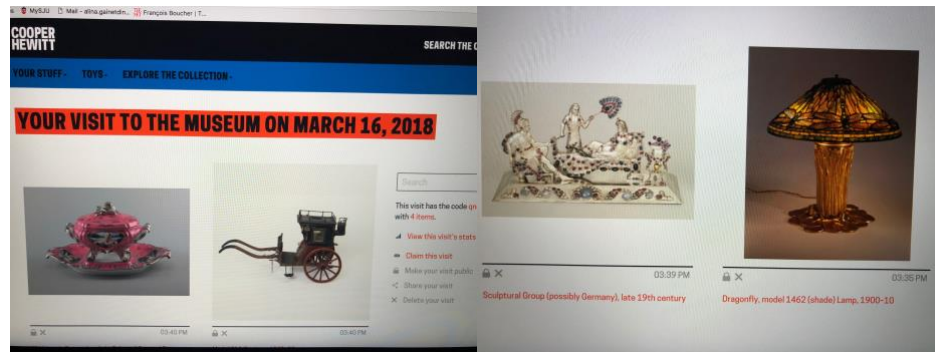 MySJU
Mail - alina.gaineldin...
François Boucher | T...
COOPER
HEWITT
SEARCH THE C
YOUR STUFF
TOYS
EXPLORE THE COLLECTION
YOUR VISIT TO THE MUSEUM ON MARCH 16, 2018
Search
This visit has the code qn
with 4 items.
View this visit's stats
Claim this visit
Make your visit public
Share your visit
Delete your visit
03:40 PM
03:40 PM
03:39 PM
Sculptural Group (possibly Germany), late 19th century
03:35 PM
Dragonfly, model 1462 (shade) Lamp, 1900-10